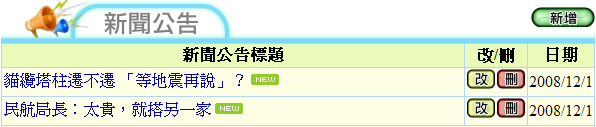 新聞公告
新增
新聞公告標題 改/刪 日期
貓纜塔柱遷不遷「等地震再說」？ NEW 改 刪 2008/12/1
民航局長：太貴，就搭另一家 NEW 改 刪 2008/12/1